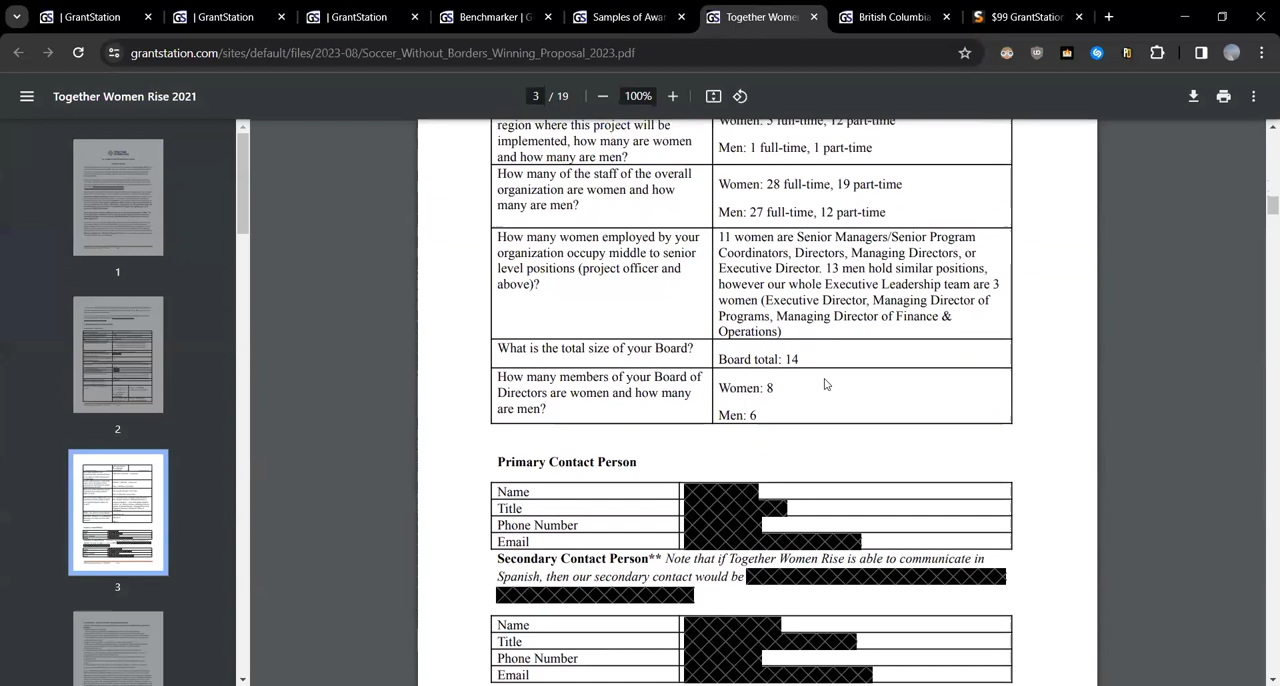 | GrantStation
| GrantStation
| GrantStation
Benchmarker | G
Samples of Awar
Together Wome
British Columbia
$99 GrantStation
grantstation.com/sites/default/files/2023-08/Soccer_Without_Borders_Winning_Proposal_2023.pdf
Together Women Rise 2021
3 / 19
100%
region where this project will be
implemented, how many are women
and how many are men?
Women: 5 full-time, 12 part-time
Men: 1 full-time, 1 part-time
How many of the staff of the overall
organization are women and how
many are men?
Women: 28 full-time, 19 part-time
Men: 27 full-time, 12 part-time
How many women employed by your
organization occupy middle to senior
level positions (project officer and
above)?
11 women are Senior Managers/Senior Program
Coordinators, Directors, Managing Directors, or
Executive Director. 13 men hold similar positions,
however our whole Executive Leadership team are 3
women (Executive Director, Managing Director of
Programs, Managing Director of Finance &
Operations)
What is the total size of your Board?
Board total: 14
How many members of your Board of
Directors are women and how many
are men?
Women: 8
Men: 6
Primary Contact Person
Name
Title
Phone Number
Email
Secondary Contact Person** Note that if Together Women Rise is able to communicate in
Spanish, then our secondary contact would be
Name
Title
Phone Number
Email
1
2
3